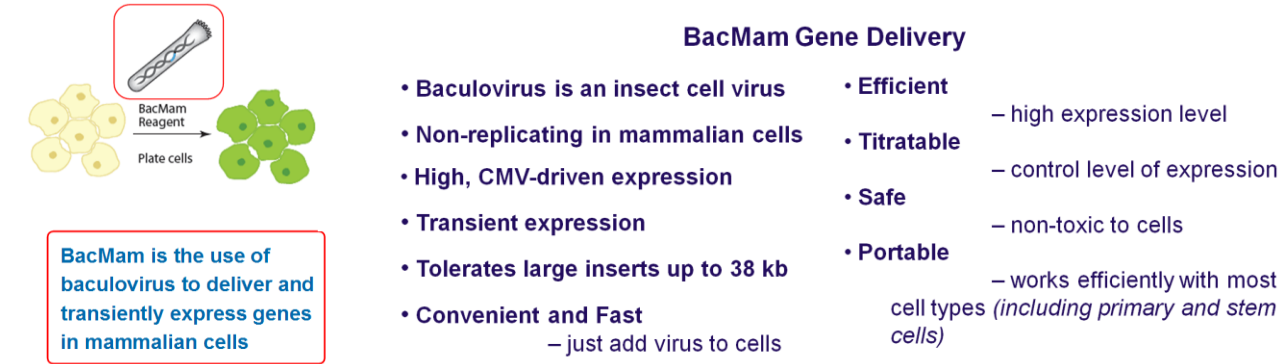 BacMam
Reagent
Plate cells
BacMam is the use of
baculovirus to deliver and
transiently express genes
in mammalian cells
BacMam Gene Delivery
• Baculovirus is an insect cell virus
• Non-replicating in mammalian cells
• High, CMV-driven expression
• Transient expression
• Tolerates large inserts up to 38 kb
• Convenient and Fast
– just add virus to cells
• Efficient
– high expression level
• Titratable
– control level of expression
• Safe
– non-toxic to cells
• Portable
– works efficiently with most
cell types (including primary and stem
cells)